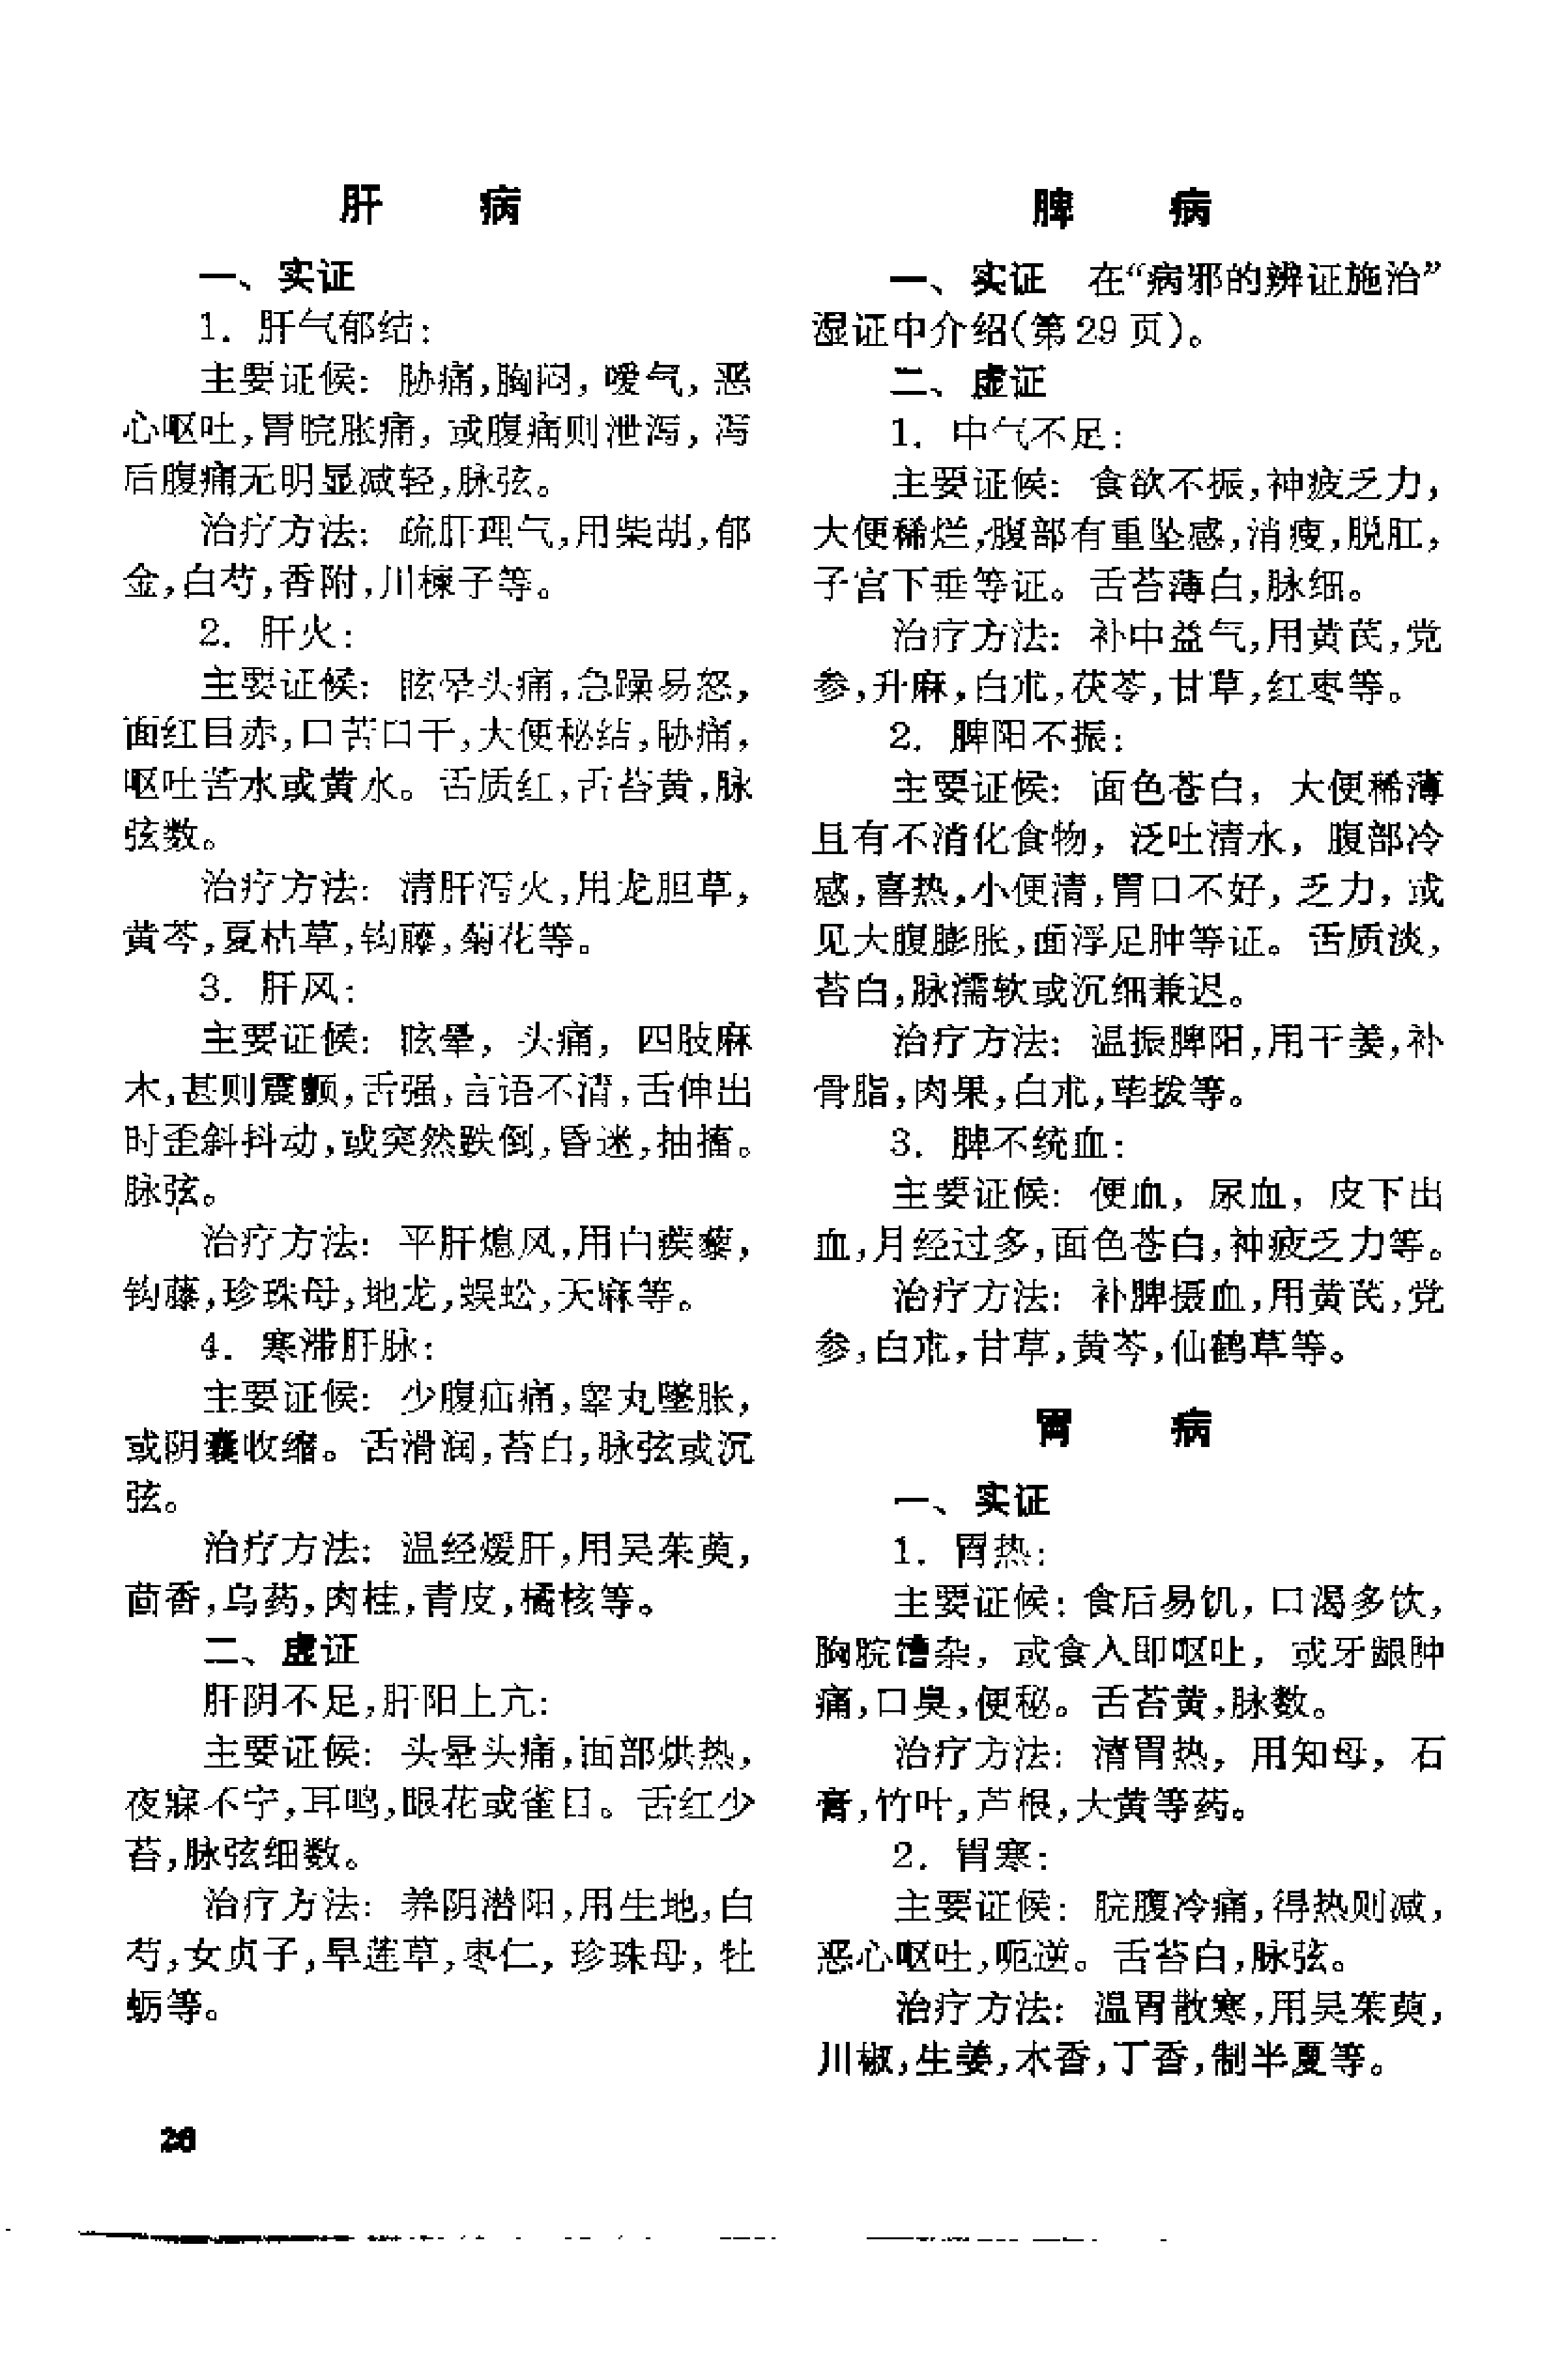 肝　　病
一、实证
1. 肝气郁结：
主要证候：胁痛，胸闷，嗳气，恶
心呕吐，胃脘胀痛，或腹痛则泄泻，泻
后腹痛无明显减轻，脉弦。
治疗方法：疏肝理气，用柴胡，郁
金，白芍，香附，川楝子等。
2. 肝火：
主要证候：眩晕头痛，急躁易怒，
面红目赤，口苦口干，大便秘结，胁痛，
呕吐苦水或黄水。舌质红，舌苔黄，脉
弦数。
治疗方法：清肝泻火，用龙胆草，
黄芩，夏枯草，钩藤，菊花等。
3. 肝风：
主要证候：眩晕，头痛，四肢麻
木，甚则震颤，舌强，言语不清，舌伸出
时歪斜抖动，或突然跌倒，昏迷，抽搐。
脉弦。
治疗方法：平肝熄风，用白蒺藜，
钩藤，珍珠母，地龙，蜈蚣，天麻等。
4. 寒滞肝脉：
主要证候：少腹疝痛，睾丸墜胀，
或阴囊收缩。舌滑润，苔白，脉弦或沉
弦。
治疗方法：温经煖肝，用吴茱萸，
茴香，乌药，肉桂，青皮，橘核等。
二、虚证
肝阴不足，肝阳上亢：
主要证候：头晕头痛，面部烘热，
夜寐不宁，耳鸣，眼花或雀目。舌红少
苔，脉弦细数。
治疗方法：养阴潜阳，用生地，白
芍，女贞子，旱莲草，枣仁，珍珠母，牡
蛎等。
脾　　病
一、实证　在“病邪的辨证施治”
湿证中介绍（第29页）。
二、虚证
1. 中气不足：
主要证候：食欲不振，神疲乏力，
大便稀烂，腹部有重坠感，消瘦，脱肛，
子宫下垂等证。舌苔薄白，脉细。
治疗方法：补中益气，用黄芪，党
参，升麻，白朮，茯苓，甘草，红枣等。
2. 脾阳不振：
主要证候：面色苍白，大便稀薄
且有不消化食物，泛吐清水，腹部冷
感，喜热，小便清，胃口不好，乏力，或
见大腹膨胀，面浮足肿等证。舌质淡，
苔白，脉濡软或沉细兼迟。
治疗方法：温振脾阳，用干姜，补
骨脂，肉果，白朮，荜拨等。
3. 脾不统血：
主要证候：便血，尿血，皮下出
血，月经过多，面色苍白，神疲乏力等。
治疗方法：补脾摄血，用黄芪，党
参，白朮，甘草，黄芩，仙鹤草等。
胃　　病
一、实证
1. 胃热：
主要证候：食后易饥，口渴多饮，
胸脘嘈杂，或食入即呕吐，或牙龈肿
痛，口臭，便秘。舌苔黄，脉数。
治疗方法：清胃热，用知母，石
膏，竹叶，芦根，大黄等药。
2. 胃寒：
主要证候：脘腹冷痛，得热则减，
恶心呕吐，呃逆。舌苔白，脉弦。
治疗方法：温胃散寒，用吴茱萸，
川椒，生姜，木香，丁香，制半夏等。